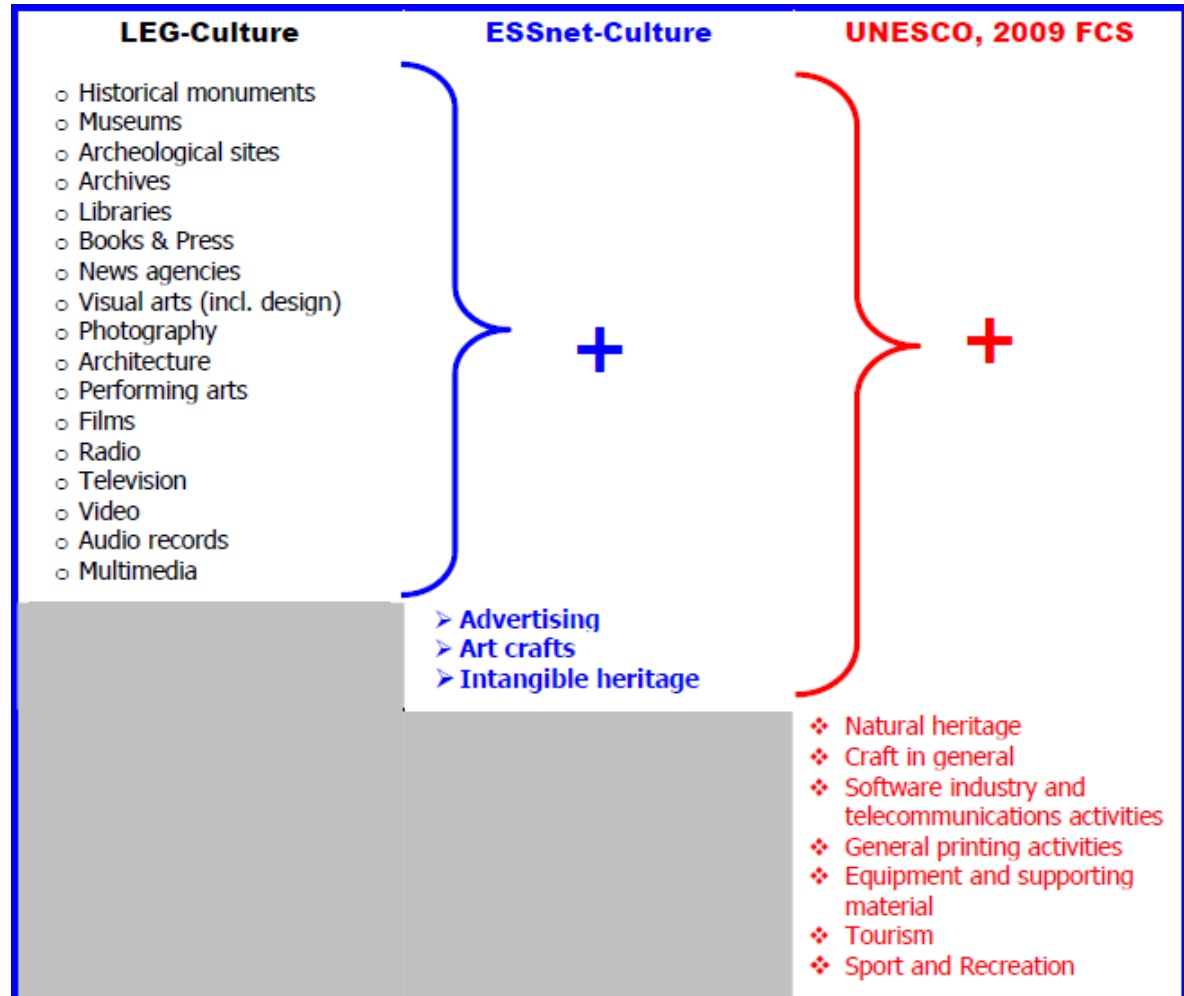 LEG-Culture
ESSnet-Culture
UNESCO, 2009 FCS
o Historical monuments
o Museums
o Archeological sites
o Archives
o Libraries
o Books & Press
o News agencies
o Visual arts (incl. design)
o Photography
o Architecture
o Performing arts
o Films
o Radio
o Television
o Video
o Audio records
o Multimedia
+
+
➢ Advertising
➢ Art crafts
➢ Intangible heritage
❖ Natural heritage
❖ Craft in general
❖ Software industry and
telecommunications activities
❖ General printing activities
❖ Equipment and supporting
material
❖ Tourism
❖ Sport and Recreation